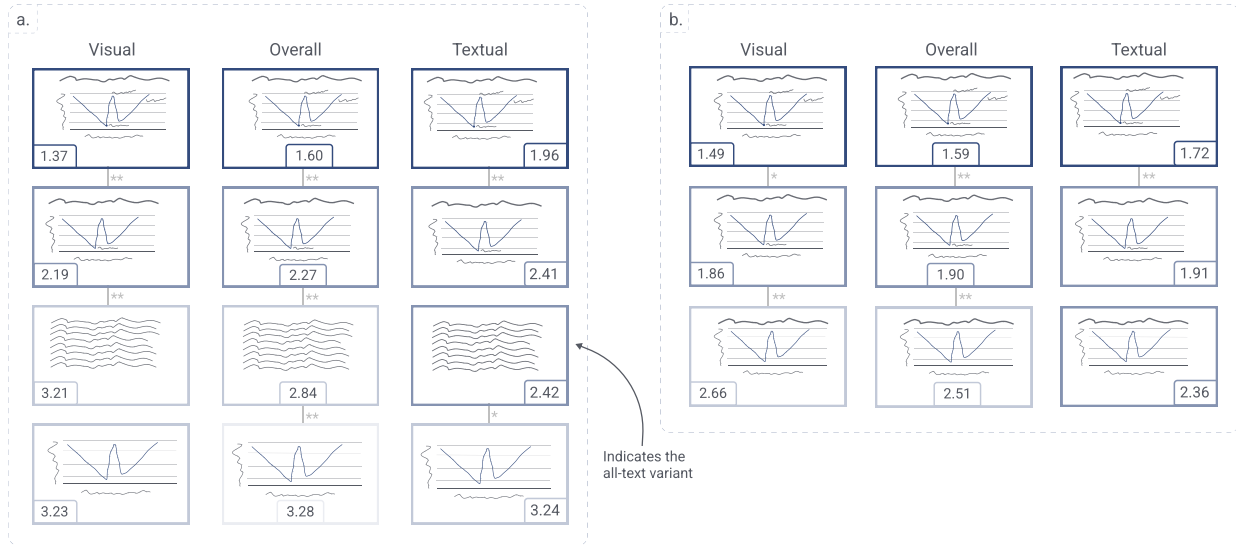 a.
Visual Overall Textual
1.37 1.60 1.96
** ** **
2.19 2.27 2.41
** **
3.21 2.84 2.42
** *
3.23 3.28 3.24
Indicates the
all-text variant
b.
Visual Overall Textual
1.49 1.59 1.72
* ** **
1.86 1.90 1.91
** **
2.66 2.51 2.36